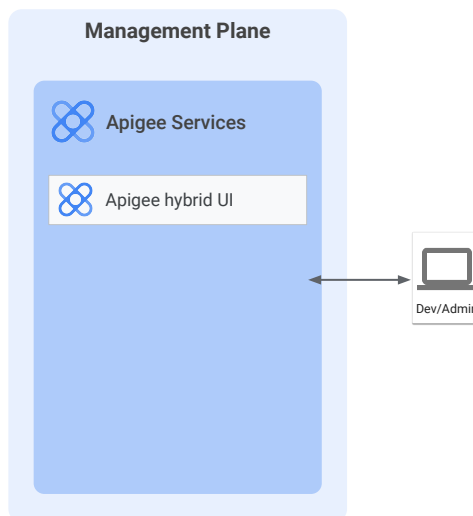 Management Plane
Apigee Services
Apigee hybrid UI
Dev/Admin